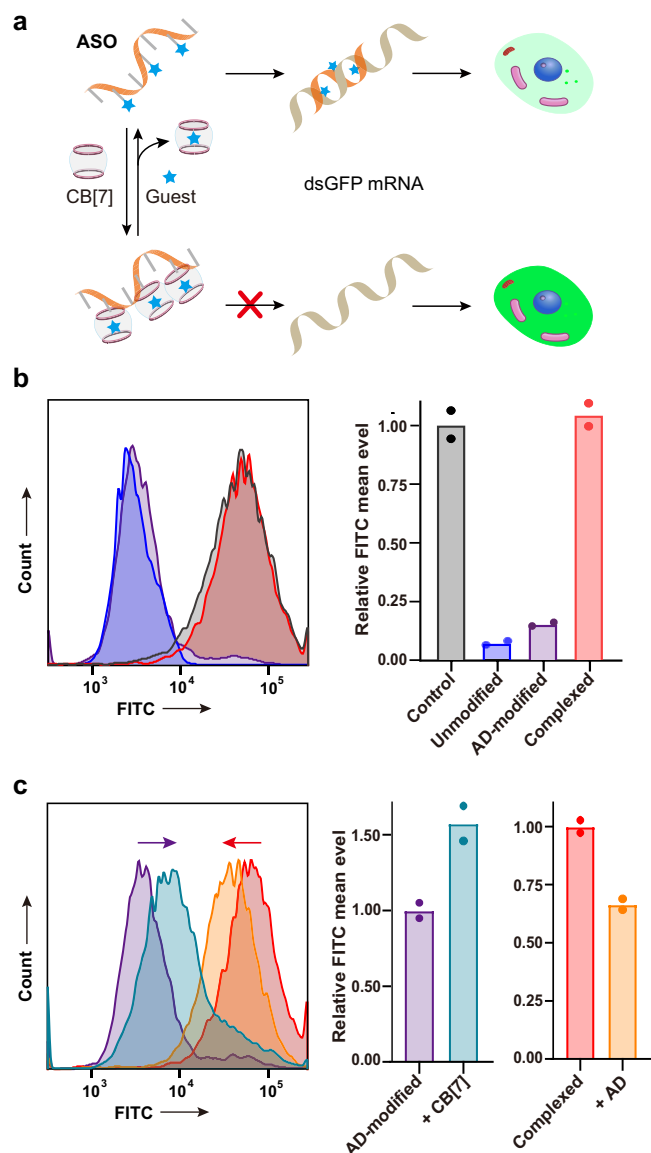 a
ASO
CB[7]
Guest
dsGFP mRNA
b
Count
10³ 10⁴ 10⁵
FITC
Relative FITC mean evel
1.00
0.75
0.50
0.25
0.00
Control
Unmodified
AD-modified
Complexed
c
Count
10³ 10⁴ 10⁵
FITC
Relative FITC mean evel
1.50
1.00
0.50
0.00
AD-modified
+ CB[7]
1.00
0.75
0.50
0.25
0.00
Complexed
+ AD